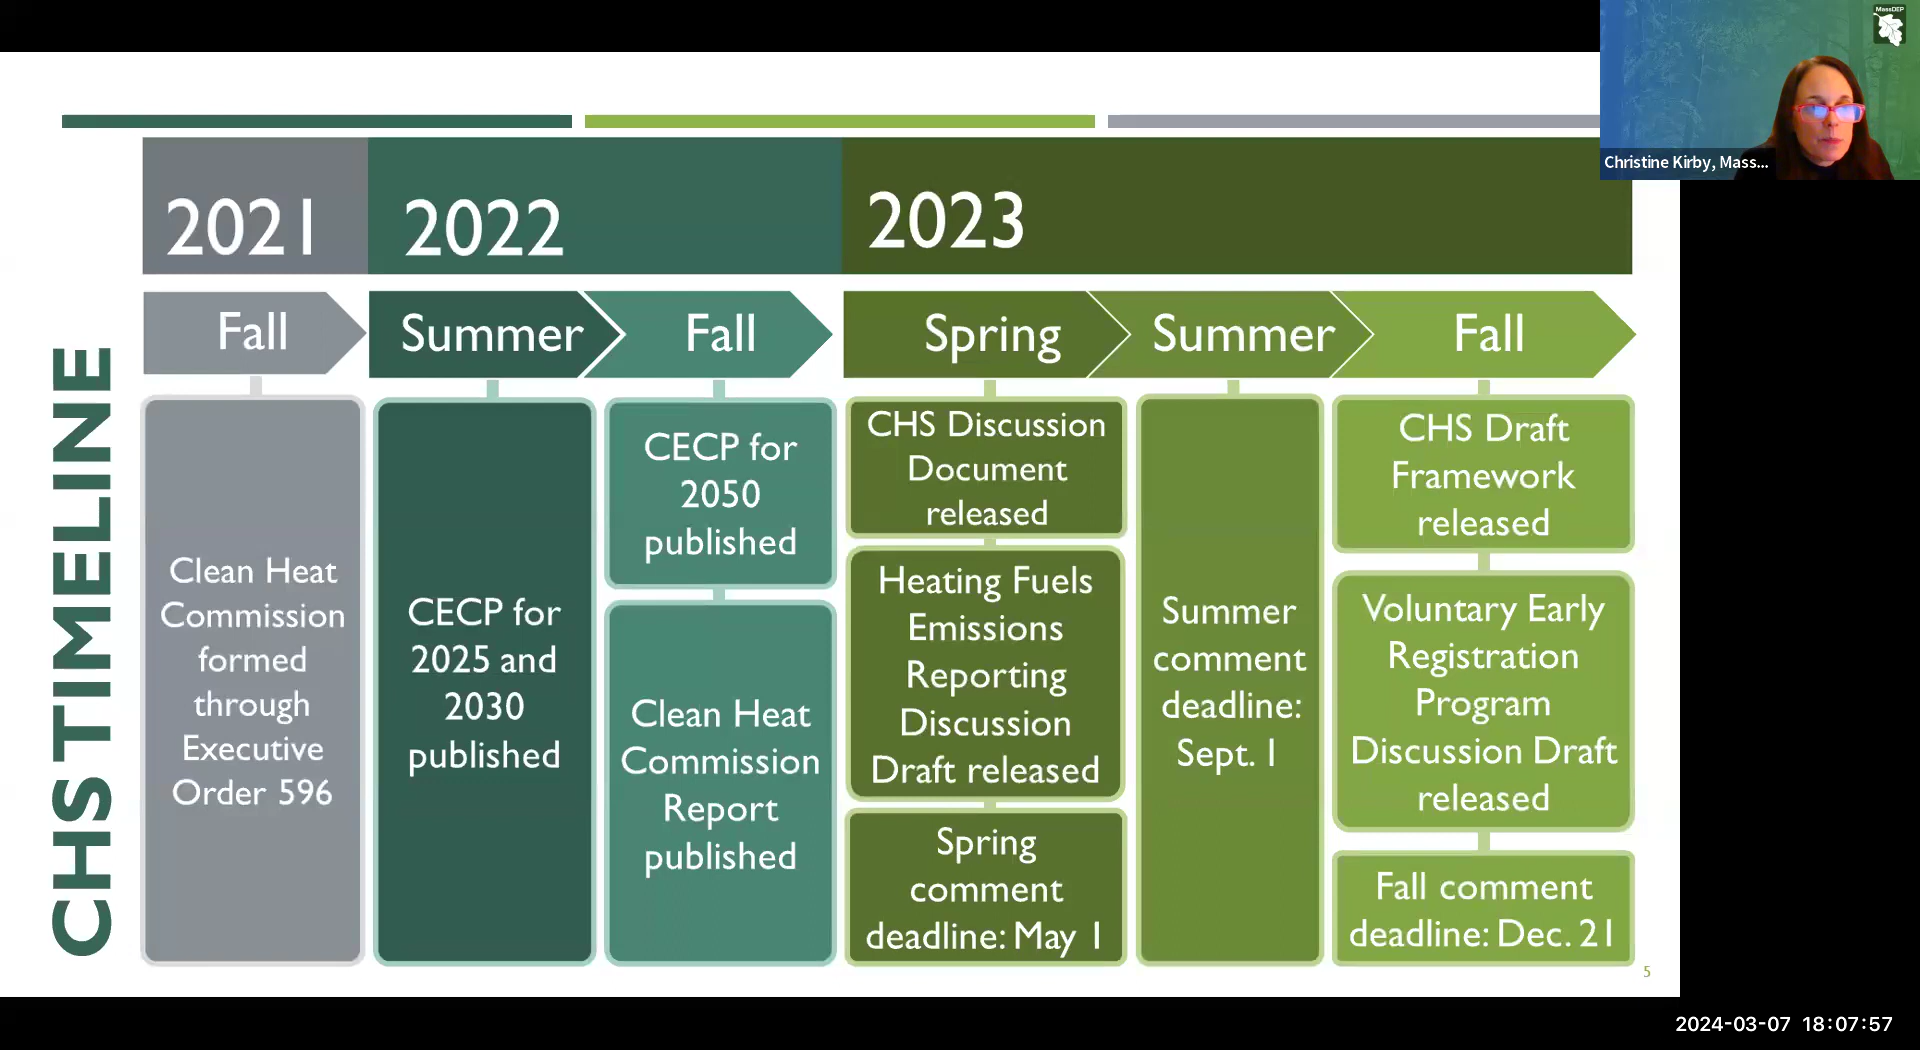 MassDEP
Christine Kirby, Mass...
CHS TIMELINE
2021
2022
2023
Fall
Summer
Fall
Spring
Summer
Fall
Clean Heat
Commission
formed
through
Executive
Order 596
CECP for
2025 and
2030
published
CECP for
2050
published
Clean Heat
Commission
Report
published
CHS Discussion
Document
released
Heating Fuels
Emissions
Reporting
Discussion
Draft released
Spring
comment
deadline: May 1
Summer
comment
deadline:
Sept. 1
CHS Draft
Framework
released
Voluntary Early
Registration
Program
Discussion Draft
released
Fall comment
deadline: Dec. 21
5
2024-03-07 18:07:57